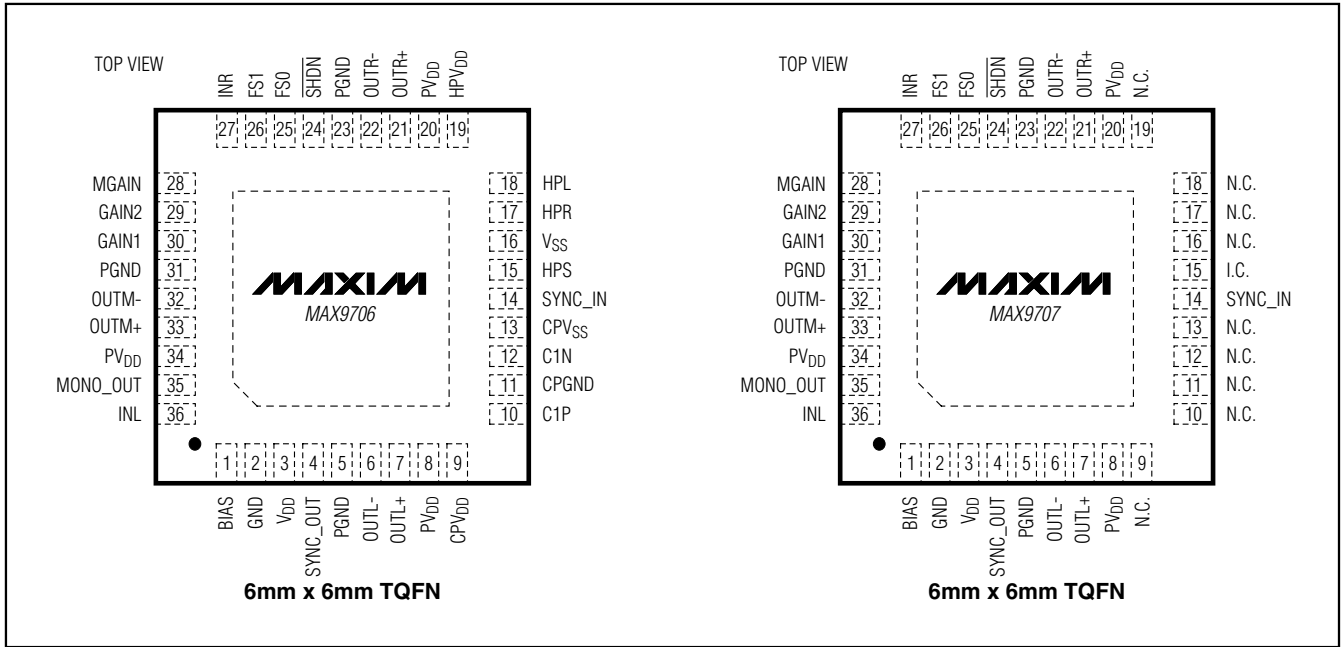 TOP VIEW
INR FS1 FS0 SHDN PGND OUTR- OUTR+ PVDD HPVDD
27 26 25 24 23 22 21 20 19
MGAIN 28
GAIN2 29
GAIN1 30
PGND 31
OUTM- 32
OUTM+ 33
PVDD 34
MONO_OUT 35
INL 36
MAXIM
MAX9706
18 HPL
17 HPR
16 VSS
15 HPS
14 SYNC_IN
13 CPVSS
12 C1N
11 CPGND
10 C1P
1 2 3 4 5 6 7 8 9
BIAS GND VDD SYNC_OUT PGND OUTL- OUTL+ PVDD CPVDD
6mm x 6mm TQFN
TOP VIEW
INR FS1 FS0 SHDN PGND OUTR- OUTR+ PVDD N.C.
27 26 25 24 23 22 21 20 19
MGAIN 28
GAIN2 29
GAIN1 30
PGND 31
OUTM- 32
OUTM+ 33
PVDD 34
MONO_OUT 35
INL 36
MAXIM
MAX9707
18 N.C.
17 N.C.
16 N.C.
15 I.C.
14 SYNC_IN
13 N.C.
12 N.C.
11 N.C.
10 N.C.
1 2 3 4 5 6 7 8 9
BIAS GND VDD SYNC_OUT PGND OUTL- OUTL+ PVDD N.C.
6mm x 6mm TQFN